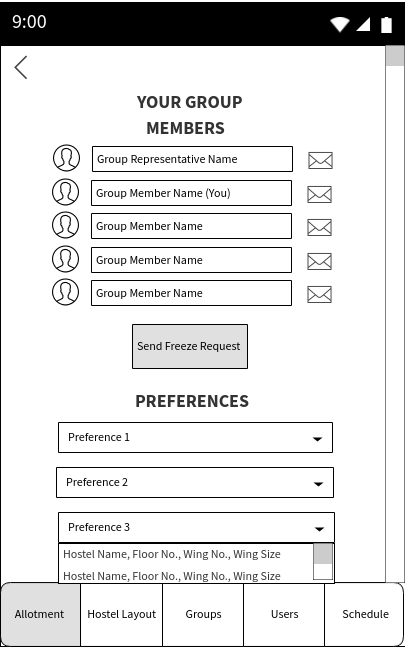 9:00
YOUR GROUP
MEMBERS
Group Representative Name
Group Member Name (You)
Group Member Name
Group Member Name
Group Member Name
Send Freeze Request
PREFERENCES
Preference 1
Preference 2
Preference 3
Hostel Name, Floor No., Wing No., Wing Size
Hostel Name, Floor No., Wing No., Wing Size
Allotment Hostel Layout Groups Users Schedule